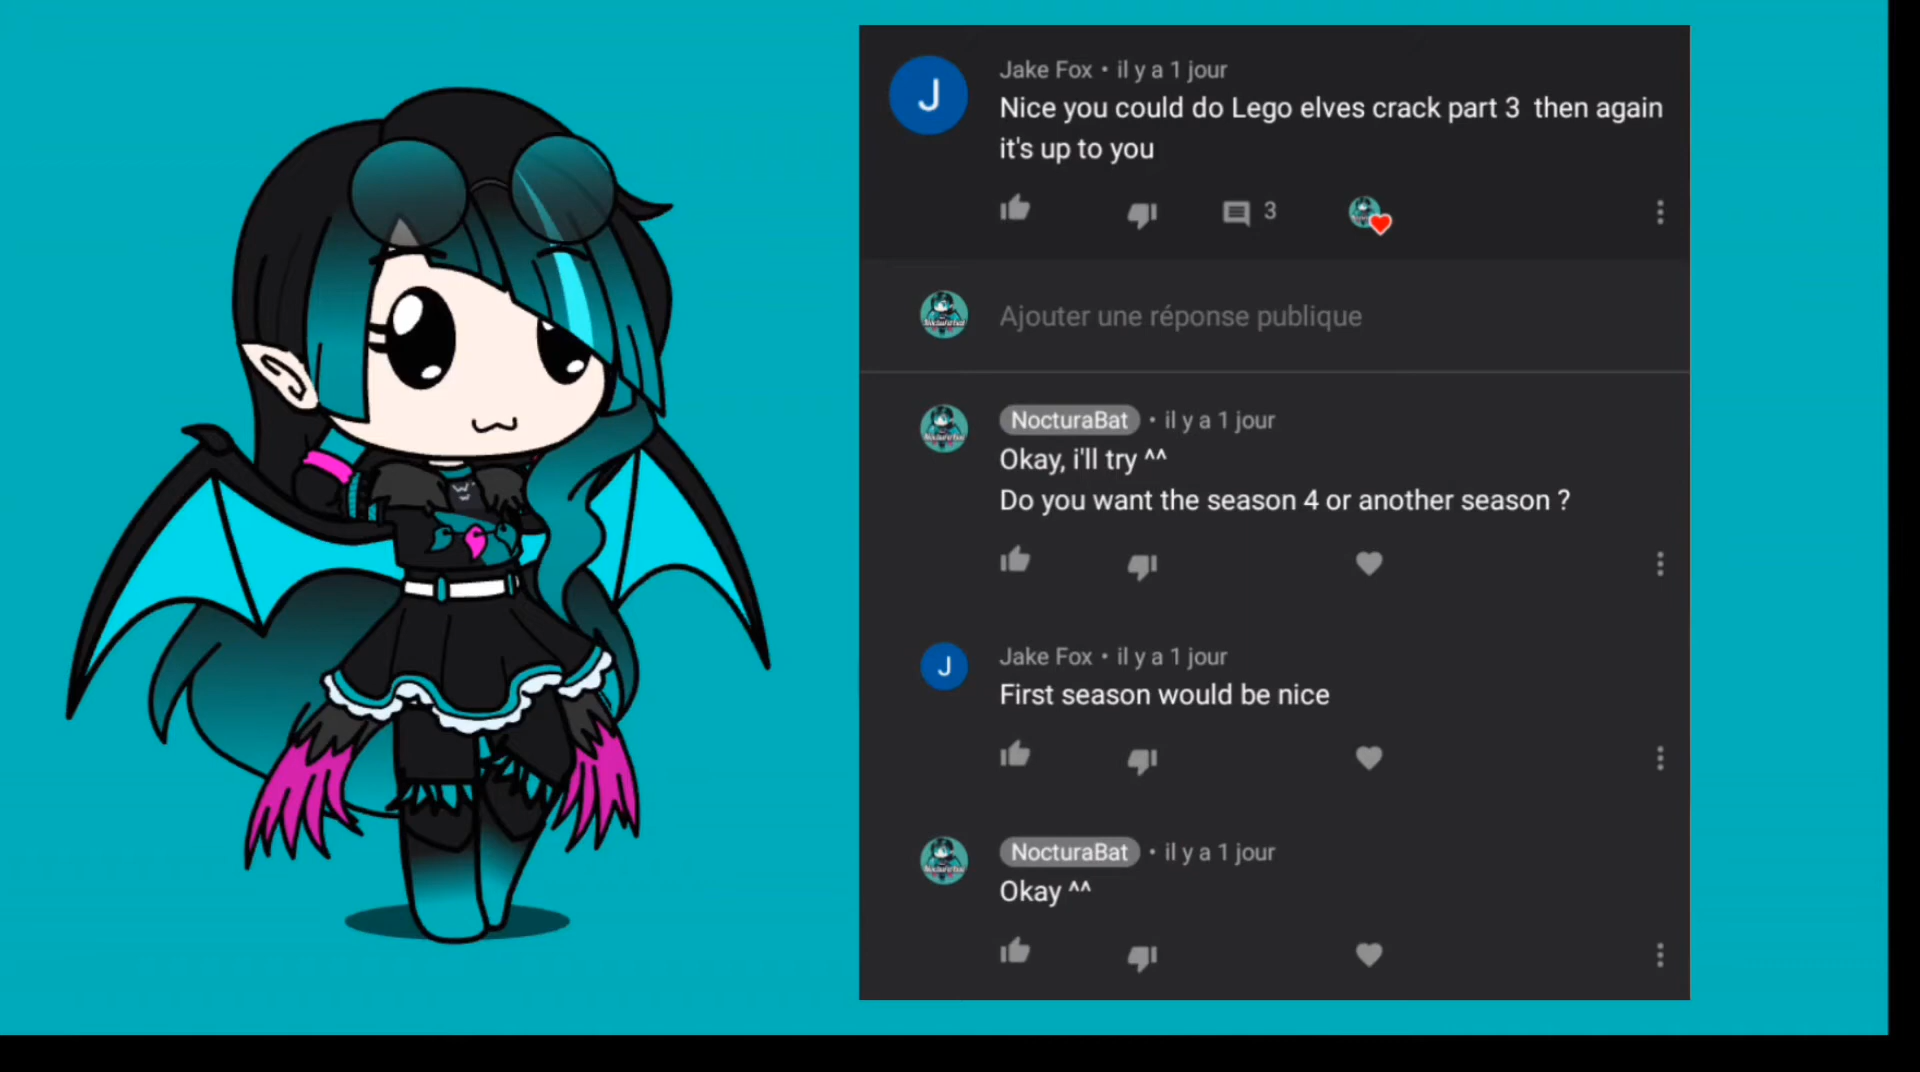 J
Jake Fox • il y a 1 jour
Nice you could do Lego elves crack part 3  then again
it's up to you
3
Ajouter une réponse publique
NocturaBat • il y a 1 jour
Okay, i'll try ^^
Do you want the season 4 or another season ?
J
Jake Fox • il y a 1 jour
First season would be nice
NocturaBat • il y a 1 jour
Okay ^^